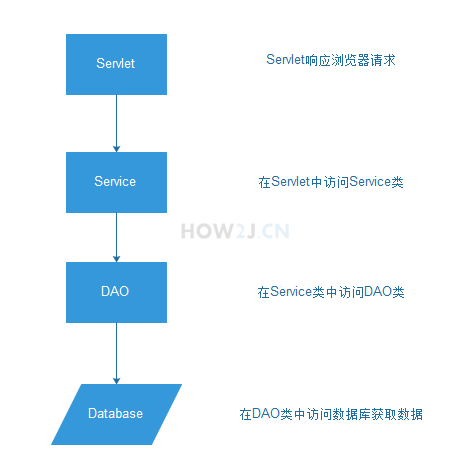 Servlet
Servlet响应浏览器请求
Service
在Servlet中访问Service类
HOW2J.CN
DAO
在Service类中访问DAO类
Database
在DAO类中访问数据库获取数据